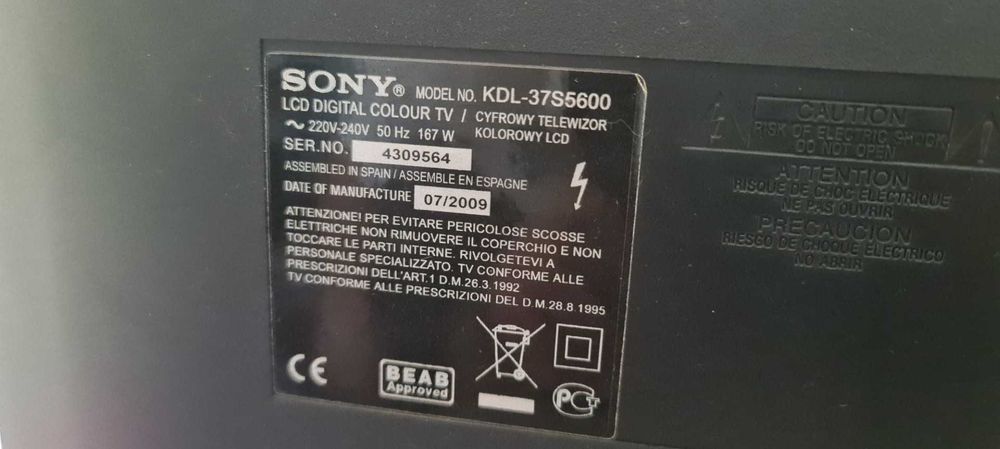 SONY® MODEL NO. KDL-37S5600
LCD DIGITAL COLOUR TV / CYFROWY TELEWIZOR
KOLOROWY LCD
~ 220V-240V 50 Hz 167 W
SER.NO. 4309564
ASSEMBLED IN SPAIN / ASSEMBLE EN ESPAGNE
DATE OF MANUFACTURE 07/2009
ATTENZIONE! PER EVITARE PERICOLOSE SCOSSE
ELETTRICHE NON RIMUOVERE IL COPERCHIO E NON
TOCCARE LE PARTI INTERNE. RIVOLGETEVI A
PERSONALE SPECIALIZZATO. TV CONFORME ALLE
PRESCRIZIONI DELL'ART.1 D.M.26.3.1992
TV CONFORME ALLE PRESCRIZIONI DEL D.M.28.8.1995
CE
BEAB
Approved
PCT
CAUTION
RISK OF ELECTRIC SHOCK
DO NOT OPEN
ATTENTION
RISQUE DE CHOC ELECTRIQUE
NE PAS OUVRIR
PRECAUCION
RIESGO DE CHOQUE ELECTRICO
NO ABRIR